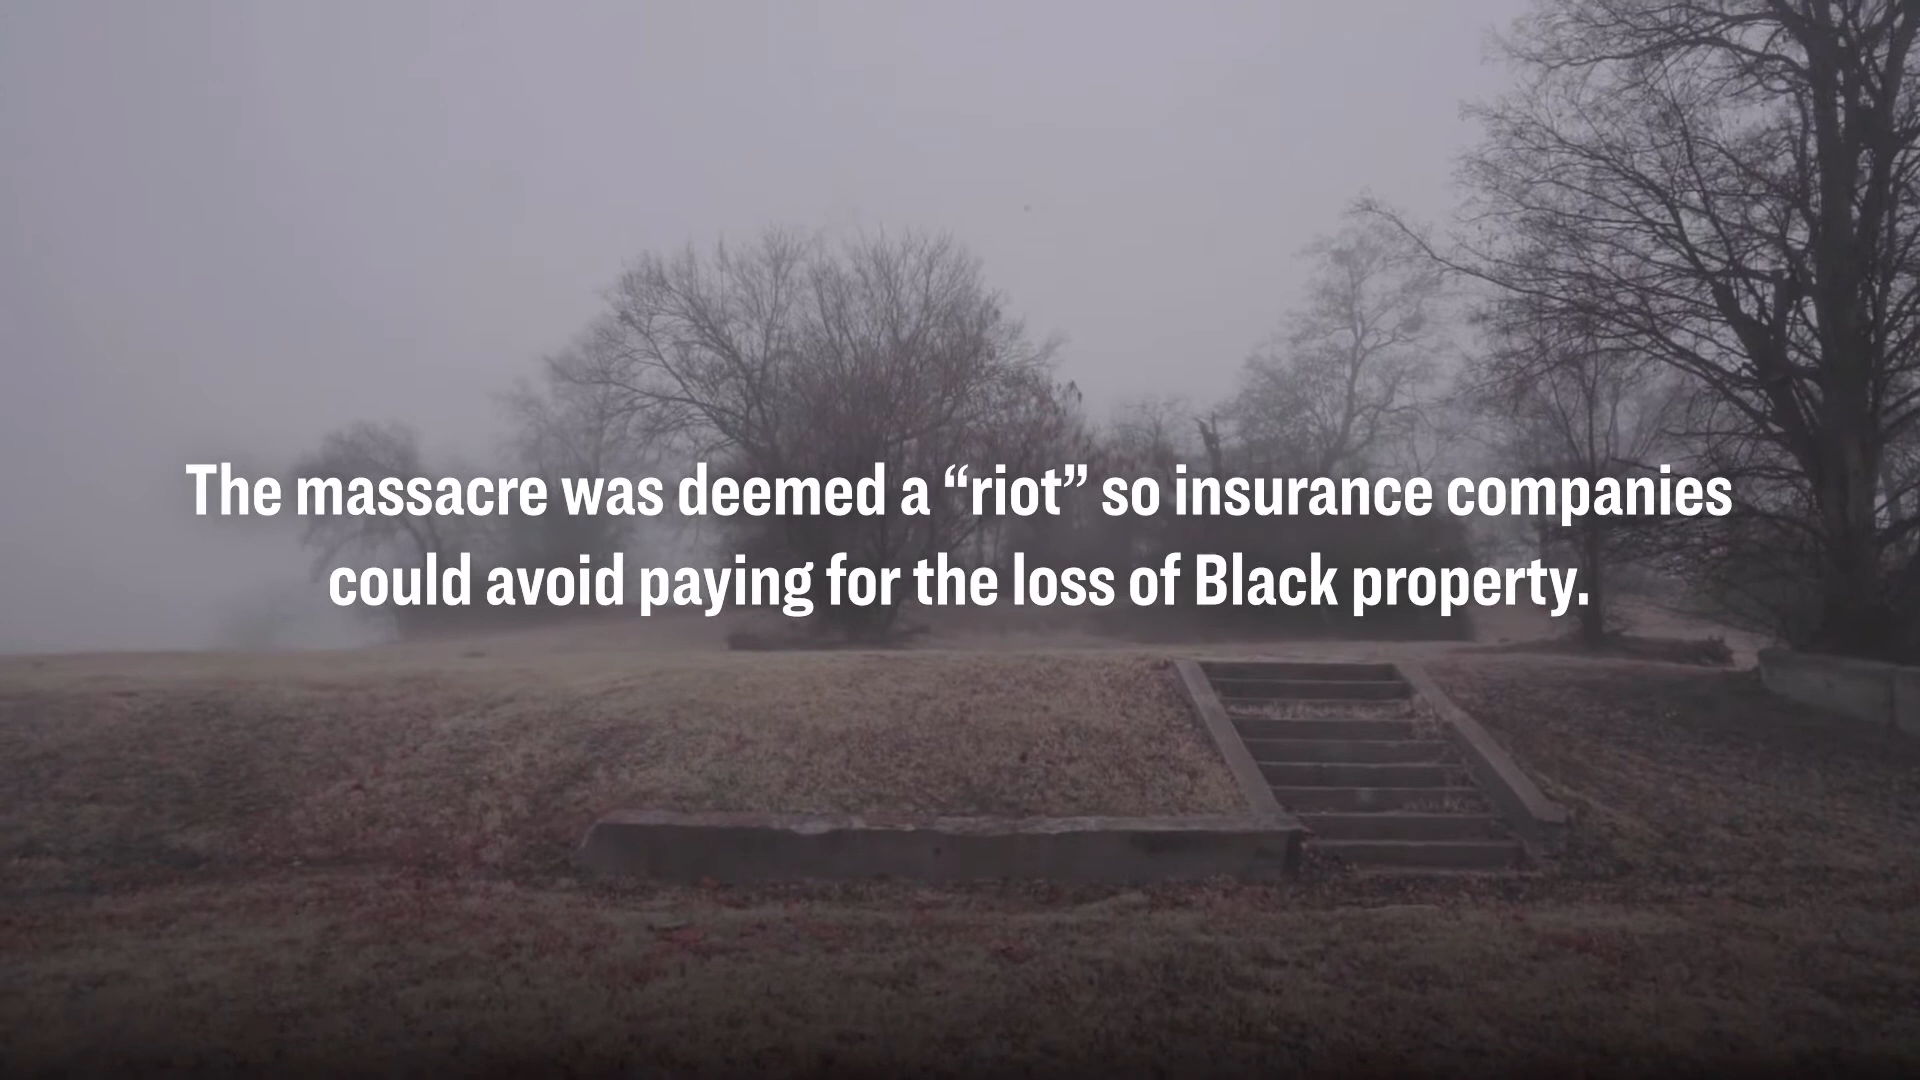 The massacre was deemed a “riot” so insurance companies
could avoid paying for the loss of Black property.